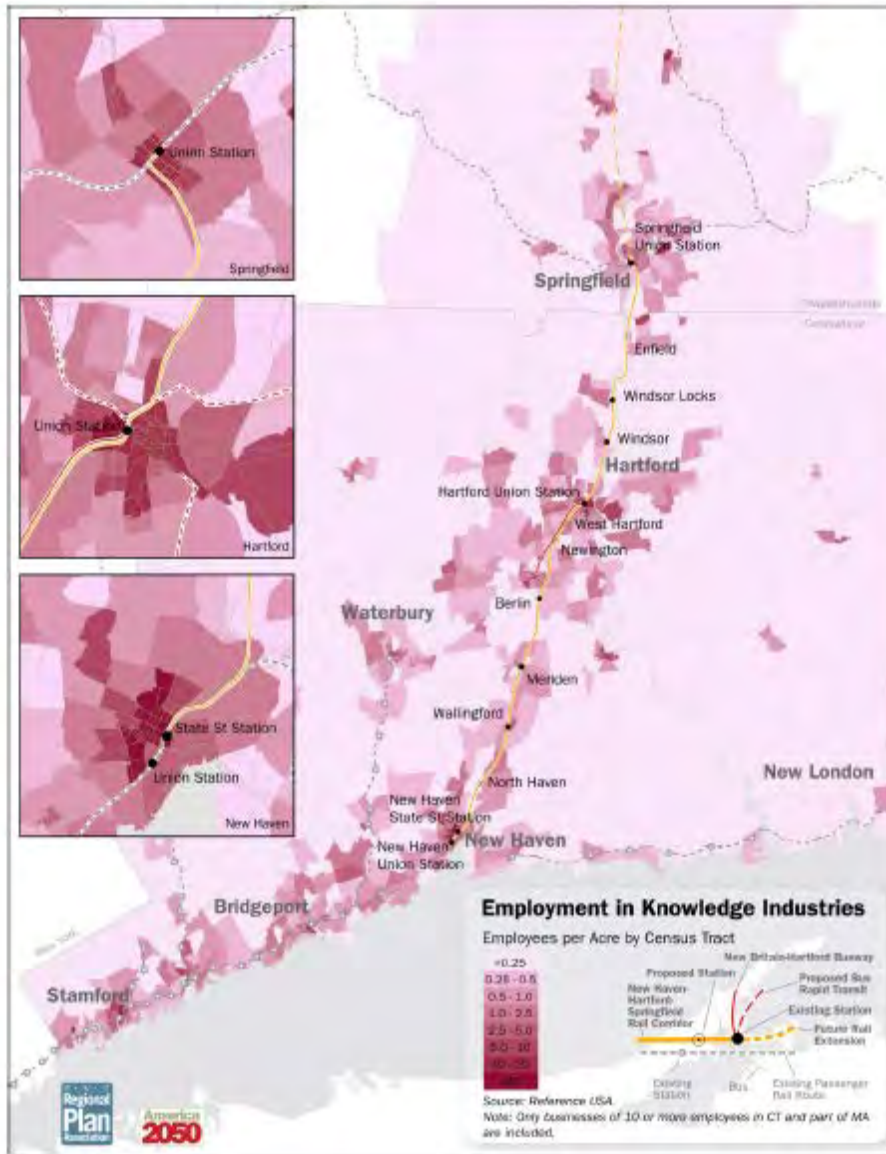 Union Station
Springfield
Union Station
Hartford
State St Station
Union Station
New Haven
Springfield
Union Station
Springfield
Enfield
Windsor Locks
Windsor
Hartford
Hartford Union Station
West Hartford
Newington
Berlin
Waterbury
Meriden
Wallingford
North Haven
New London
New Haven
State St Station
New Haven
New Haven
Union Station
Bridgeport
Stamford
Employment in Knowledge Industries
Employees per Acre by Census Tract
<0.25
0.25 - 0.5
0.5 - 1.0
1.0 - 2.5
2.5 - 5.0
5.0 - 10
New Britain-Hartford Busway
Proposed Station
Proposed Bus
Rapid Transit
New Haven-
Hartford-
Springfield
Rail Corridor
Existing Station
Future Rail
Extension
Existing
Station
Bus
Existing Passenger
Rail Route
Source: Reference USA.
Note: Only businesses of 10 or more employees in CT and part of MA
are included.
Regional
Plan
Association
America
2050